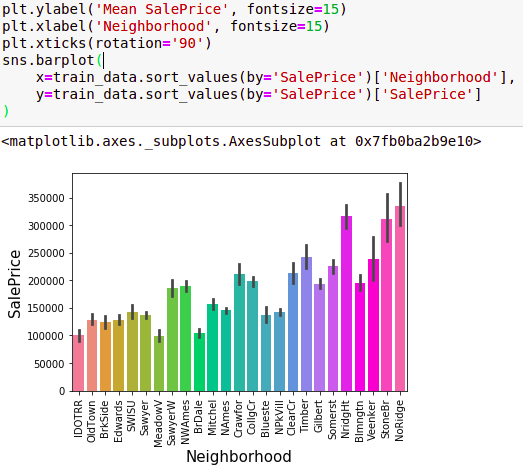 plt.ylabel('Mean SalePrice', fontsize=15)
plt.xlabel('Neighborhood', fontsize=15)
plt.xticks(rotation='90')
sns.barplot(
x=train_data.sort_values(by='SalePrice')['Neighborhood'],
y=train_data.sort_values(by='SalePrice')['SalePrice']
)
<matplotlib.axes._subplots.AxesSubplot at 0x7fb0ba2b9e10>
350000
300000
250000
200000
150000
100000
50000
0
SalePrice
IDOTRR
OldTown
BrkSide
Edwards
SWISU
Sawyer
MeadowV
SawyerW
NWAmes
BrDale
Mitchel
NAmes
Crawfor
CollgCr
Blueste
NPkVill
ClearCr
Timber
Gilbert
Somerst
NridgHt
Blmngtn
Veenker
StoneBr
NoRidge
Neighborhood